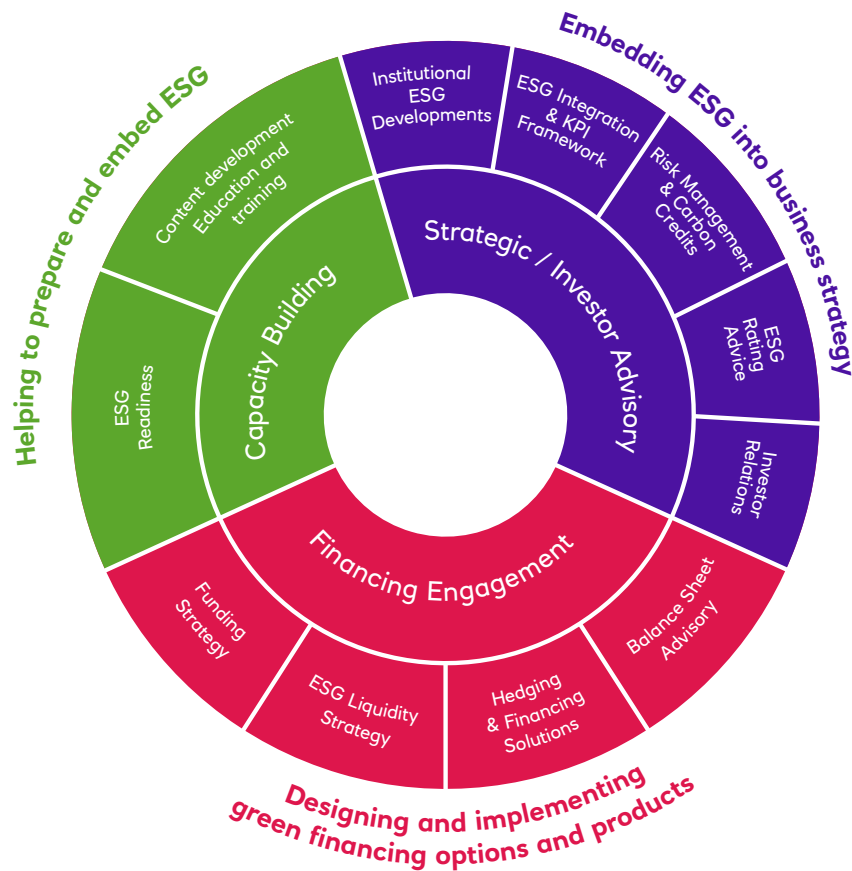 Helping to prepare and embed ESG
Embedding ESG into business strategy
Institutional
ESG
Developments
ESG Integration
& KPI
Framework
Risk Management
& Carbon
Credits
ESG
Rating
Advice
Investor
Relations
Content development
Education and
training
ESG
Readiness
Capacity Building
Strategic / Investor Advisory
Financing Engagement
Funding
Strategy
ESG Liquidity
Strategy
Hedging
& Financing
Solutions
Balance Sheet
Advisory
Designing and implementing
green financing options and products